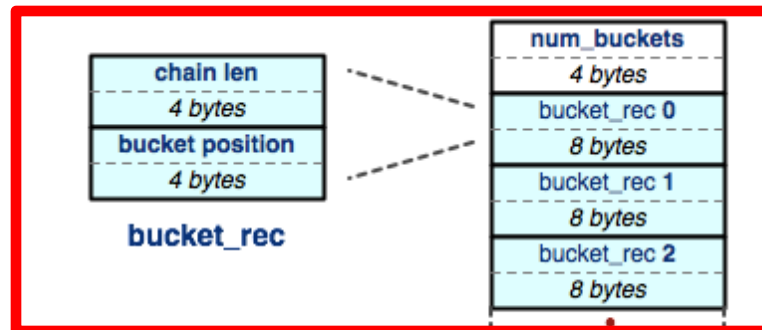 chain len
4 bytes
bucket position
4 bytes
bucket_rec
num_buckets
4 bytes
bucket_rec 0
8 bytes
bucket_rec 1
8 bytes
bucket_rec 2
8 bytes